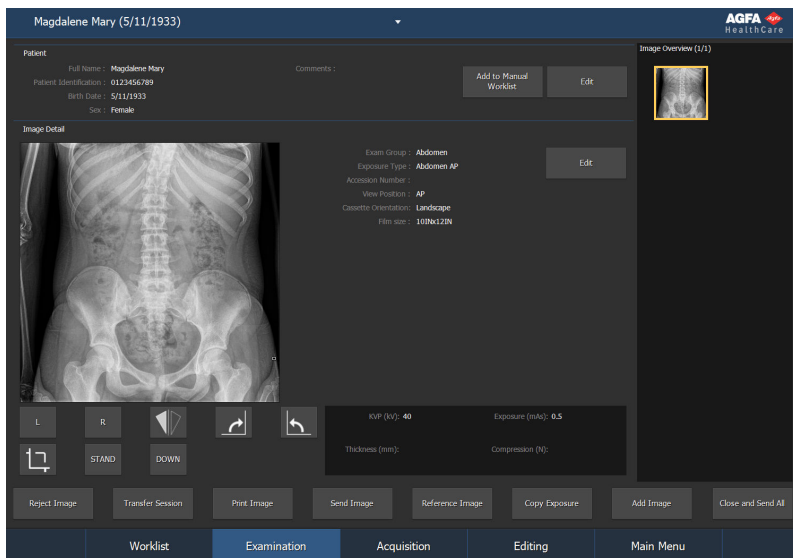 Magdalene Mary (5/11/1933)
AGFA
HealthCare
Patient
Full Name : Magdalene Mary
Comments :
Patient Identification : 0123456789
Birth Date : 5/11/1933
Sex : Female
Add to Manual
Worklist
Edit
Image Overview (1/1)
Image Detail
Exam Group : Abdomen
Exposure Type : Abdomen AP
Accession Number :
View Position : AP
Cassette Orientation: Landscape
Film size : 10INx12IN
Edit
L
R
STAND
DOWN
KVP (kV): 40
Exposure (mAs): 0.5
Thickness (mm):
Compression (N):
Reject Image
Transfer Session
Print Image
Send Image
Reference Image
Copy Exposure
Add Image
Close and Send All
Worklist
Examination
Acquisition
Editing
Main Menu